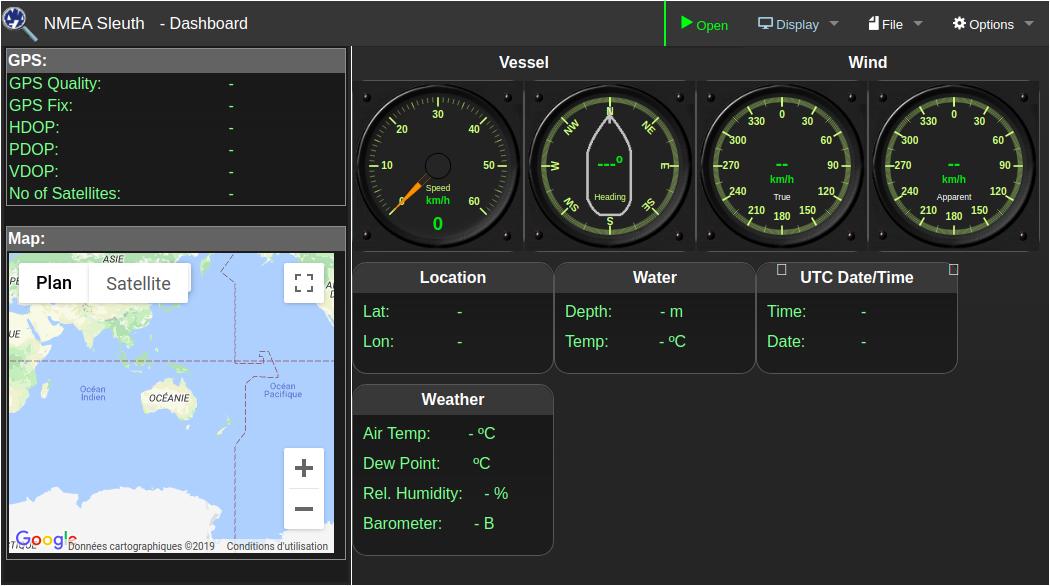 NMEA Sleuth - Dashboard
Open
Display
File
Options
GPS:
GPS Quality: -
GPS Fix: -
HDOP: -
PDOP: -
VDOP: -
No of Satellites: -
Map:
Plan
Satellite
ASIE
OCÉANIE
Océan
Indien
Océan
Pacifique
+
−
Google
Données cartographiques ©2019
Conditions d'utilisation
Vessel
0
10
20
30
40
50
60
Speed
km/h
0
N
NE
E
SE
S
SW
W
NW
---º
Heading
Wind
0
30
60
90
120
150
180
210
240
270
300
330
--
km/h
True
0
30
60
90
120
150
180
210
240
270
300
330
--
km/h
Apparent
Location
Lat: -
Lon: -
Water
Depth: - m
Temp: - ºC
UTC Date/Time
Time: -
Date: -
Weather
Air Temp: - ºC
Dew Point: ºC
Rel. Humidity: - %
Barometer: - B